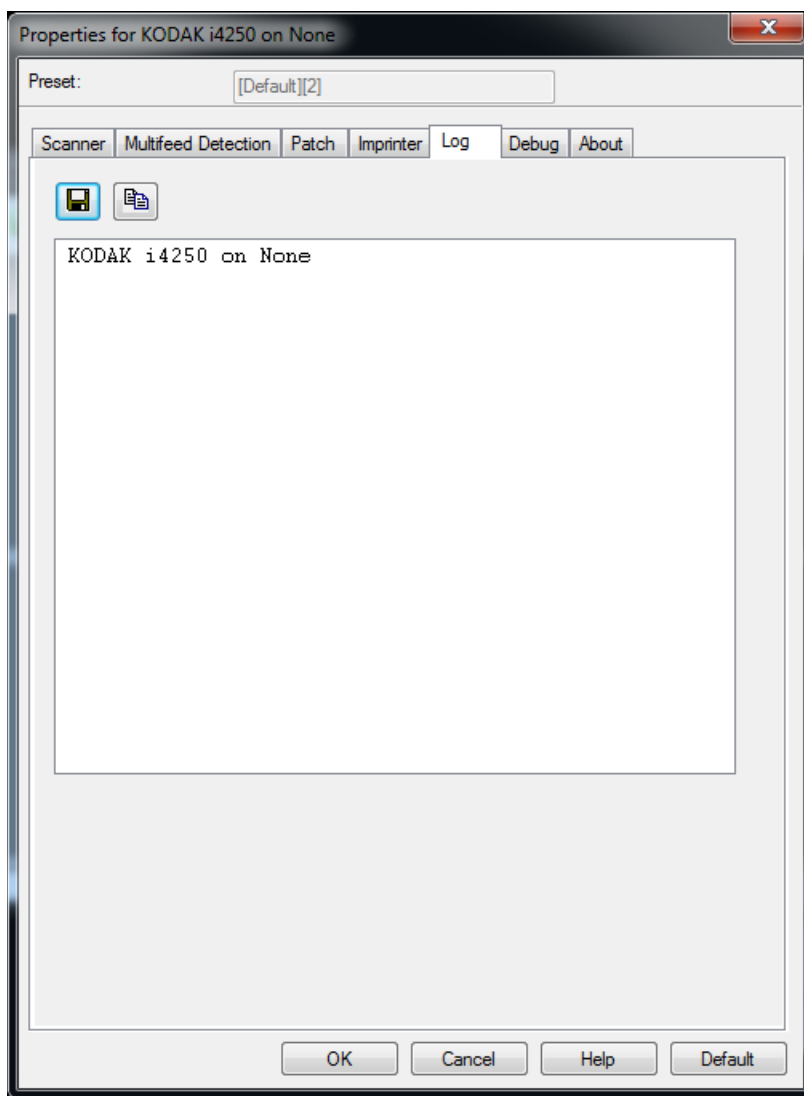 Properties for KODAK i4250 on None
Preset:
[Default][2]
Scanner
Multifeed Detection
Patch
Imprinter
Log
Debug
About
KODAK i4250 on None
OK
Cancel
Help
Default